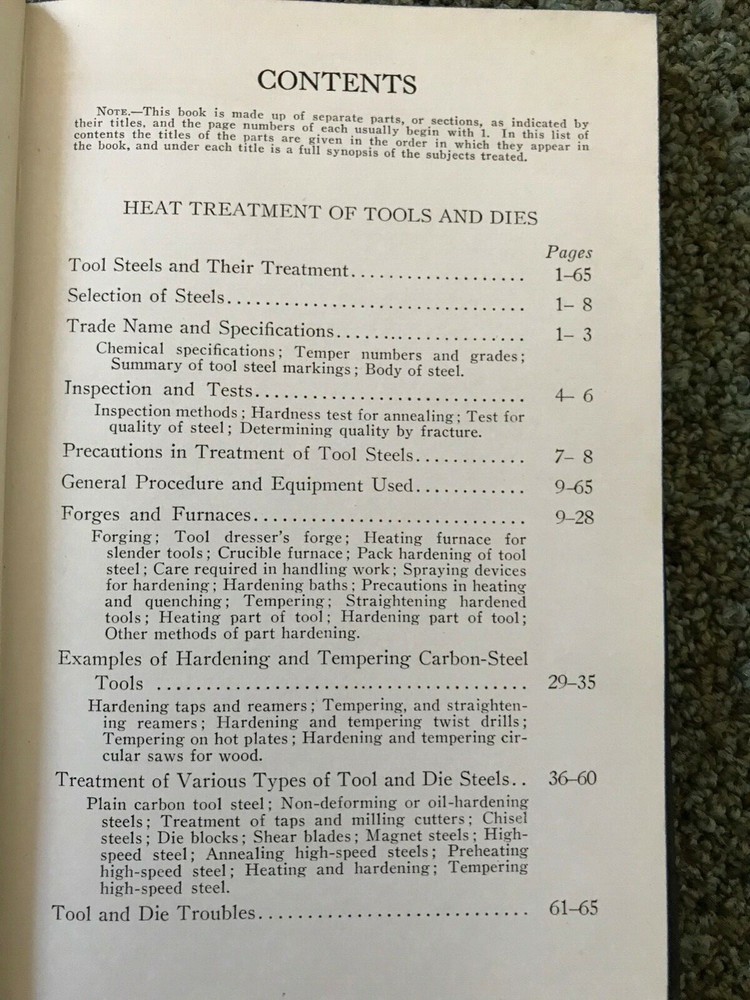 CONTENTS
NOTE.—This book is made up of separate parts, or sections, as indicated by
their titles, and the page numbers of each usually begin with 1. In this list of
contents the titles of the parts are given in the order in which they appear in
the book, and under each title is a full synopsis of the subjects treated.
HEAT TREATMENT OF TOOLS AND DIES
Pages
Tool Steels and Their Treatment................... 1–65
Selection of Steels................................ 1– 8
Trade Name and Specifications.................... 1– 3
Chemical specifications; Temper numbers and grades;
Summary of tool steel markings; Body of steel.
Inspection and Tests............................. 4– 6
Inspection methods; Hardness test for annealing; Test for
quality of steel; Determining quality by fracture.
Precautions in Treatment of Tool Steels............ 7– 8
General Procedure and Equipment Used............ 9–65
Forges and Furnaces............................. 9–28
Forging; Tool dresser's forge; Heating furnace for
slender tools; Crucible furnace; Pack hardening of tool
steel; Care required in handling work; Spraying devices
for hardening; Hardening baths; Precautions in heating
and quenching; Tempering; Straightening hardened
tools; Heating part of tool; Hardening part of tool;
Other methods of part hardening.
Examples of Hardening and Tempering Carbon-Steel
Tools ...................................... 29–35
Hardening taps and reamers; Tempering, and straighten-
ing reamers; Hardening and tempering twist drills;
Tempering on hot plates; Hardening and tempering cir-
cular saws for wood.
Treatment of Various Types of Tool and Die Steels.. 36–60
Plain carbon tool steel; Non-deforming or oil-hardening
steels; Treatment of taps and milling cutters; Chisel
steels; Die blocks; Shear blades; Magnet steels; High-
speed steel; Annealing high-speed steels; Preheating
high-speed steel; Heating and hardening; Tempering
high-speed steel.
Tool and Die Troubles............................ 61–65